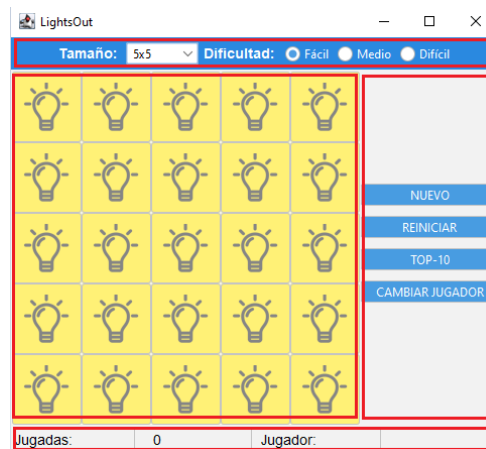 LightsOut
Tamaño: 5x5 Dificultad: Fácil Medio Difícil
NUEVO
REINICIAR
TOP-10
CAMBIAR JUGADOR
Jugadas: 0 Jugador: